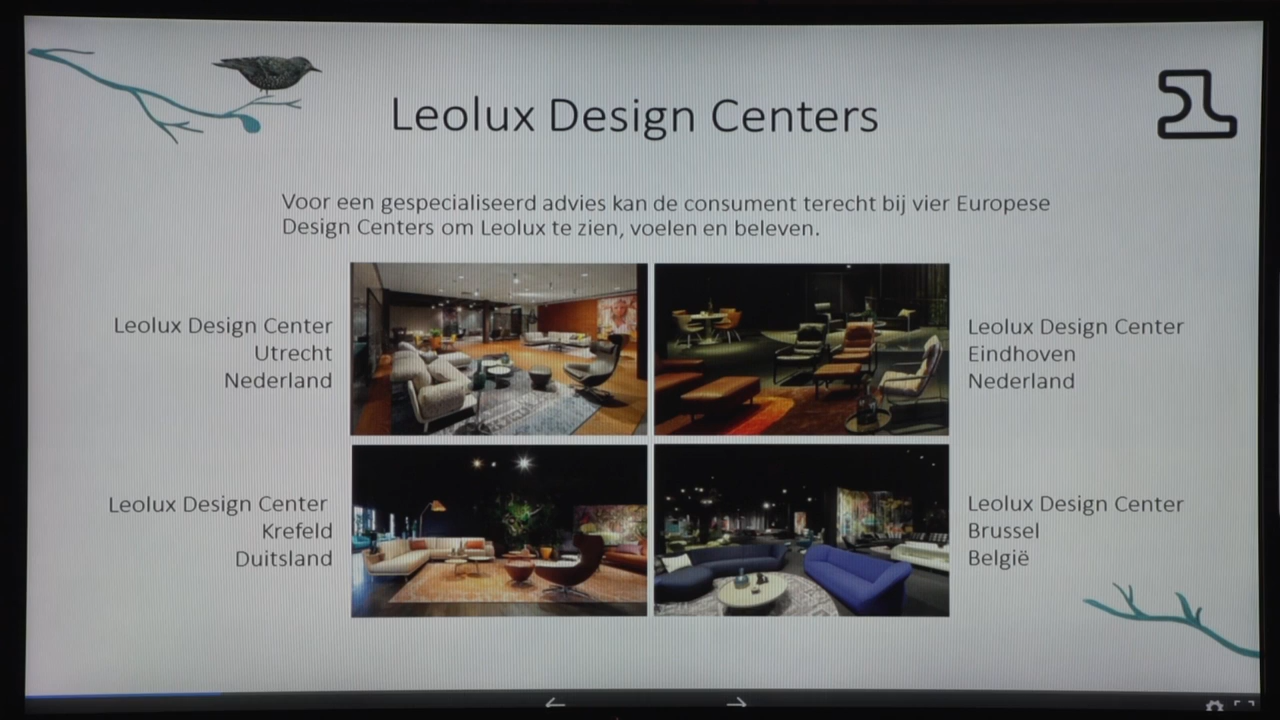 Leolux Design Centers
Voor een gespecialiseerd advies kan de consument terecht bij vier Europese
Design Centers om Leolux te zien, voelen en beleven.
Leolux Design Center
Utrecht
Nederland
Leolux Design Center
Eindhoven
Nederland
Leolux Design Center
Krefeld
Duitsland
Leolux Design Center
Brussel
België